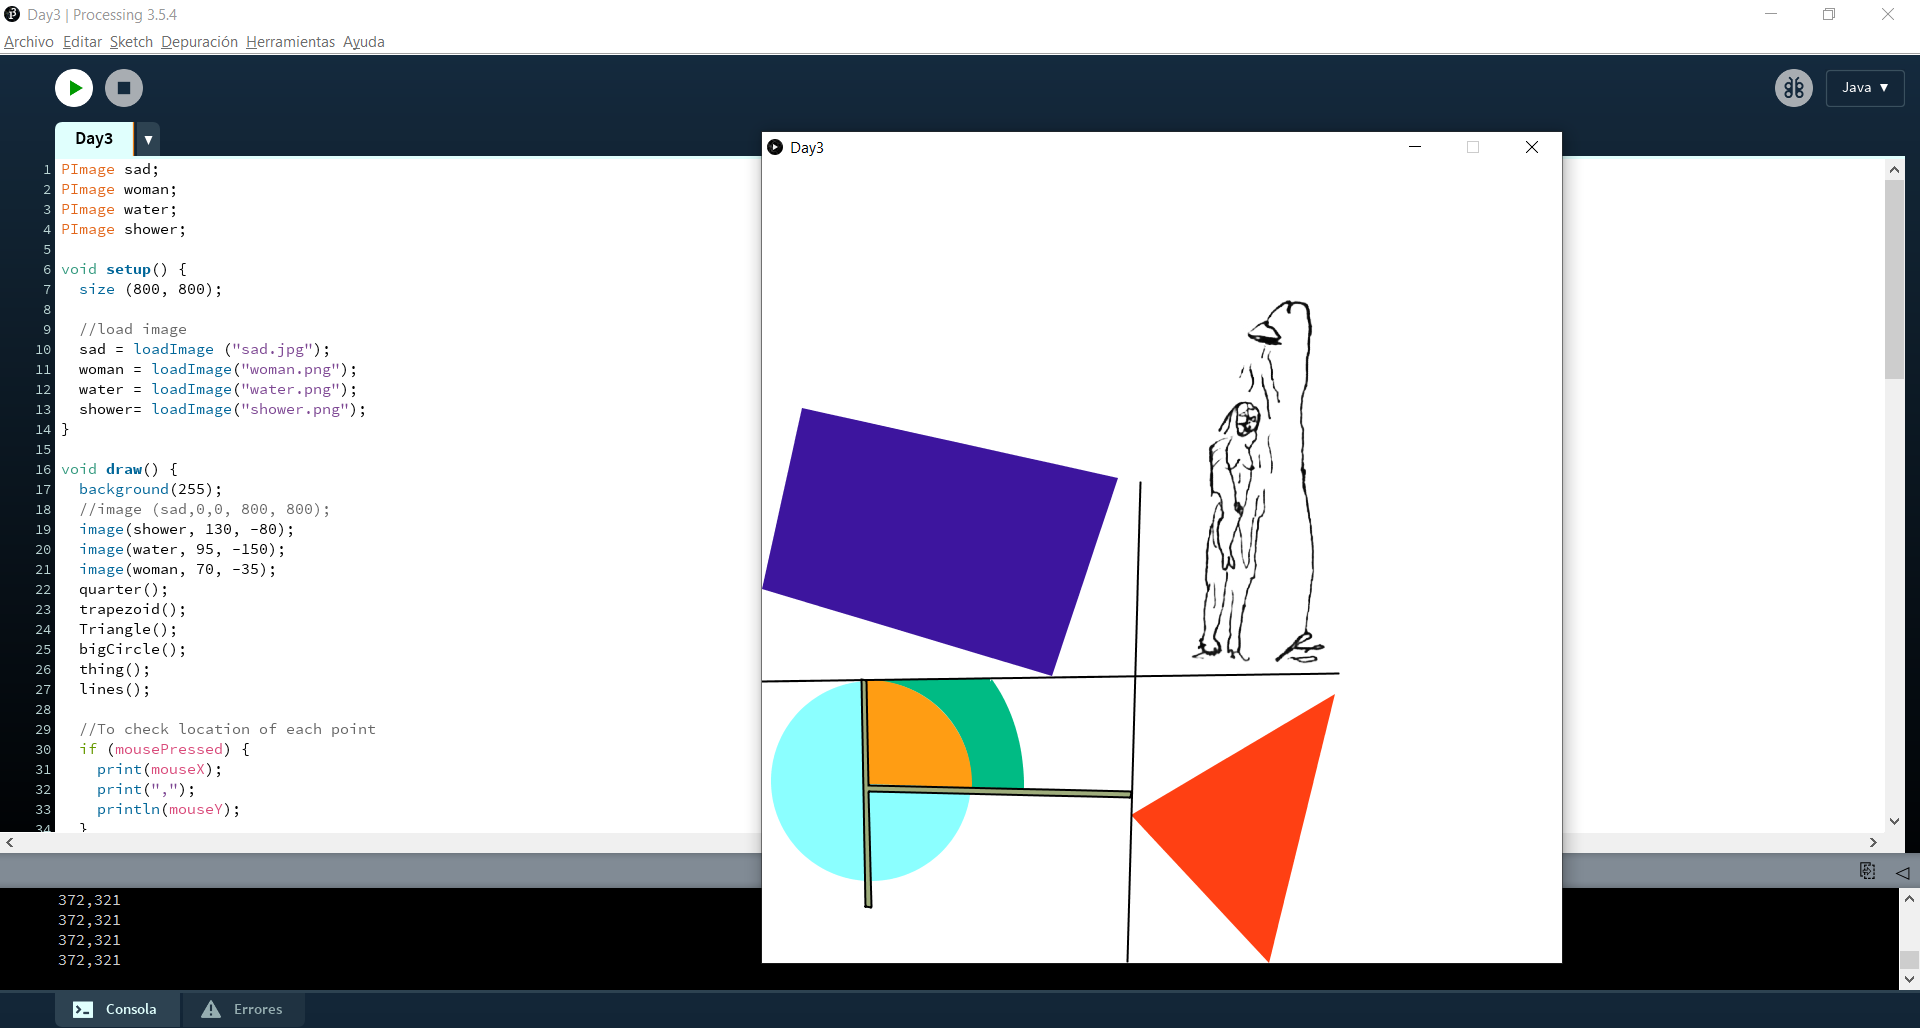 Day3 | Processing 3.5.4
Archivo Editar Sketch Depuración Herramientas Ayuda
Java ▼
Day3 ▼
1 PImage sad;
2 PImage woman;
3 PImage water;
4 PImage shower;
5
6 void setup() {
7 size (800, 800);
8
9 //load image
10 sad = loadImage ("sad.jpg");
11 woman = loadImage("woman.png");
12 water = loadImage("water.png");
13 shower= loadImage("shower.png");
14 }
15
16 void draw() {
17 background(255);
18 //image (sad,0,0, 800, 800);
19 image(shower, 130, -80);
20 image(water, 95, -150);
21 image(woman, 70, -35);
22 quarter();
23 trapezoid();
24 Triangle();
25 bigCircle();
26 thing();
27 lines();
28
29 //To check location of each point
30 if (mousePressed) {
31 print(mouseX);
32 print(",");
33 println(mouseY);
34 }
Day3
372,321
372,321
372,321
372,321
Consola
Errores